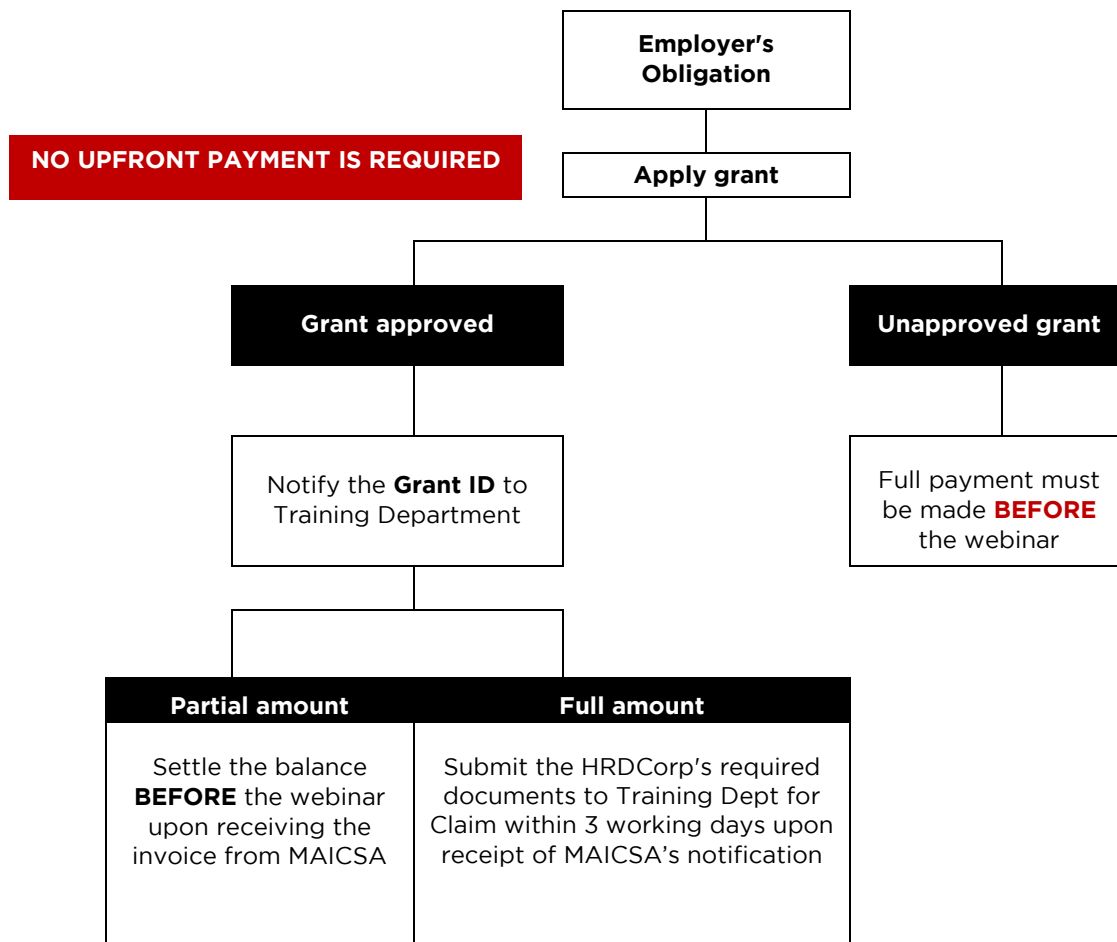 Employer's
Obligation
NO UPFRONT PAYMENT IS REQUIRED
Apply grant
Grant approved
Unapproved grant
Notify the Grant ID to
Training Department
Full payment must
be made BEFORE
the webinar
Partial amount
Full amount
Settle the balance
BEFORE the webinar
upon receiving the
invoice from MAICSA
Submit the HRDCorp's required
documents to Training Dept for
Claim within 3 working days upon
receipt of MAICSA’s notification